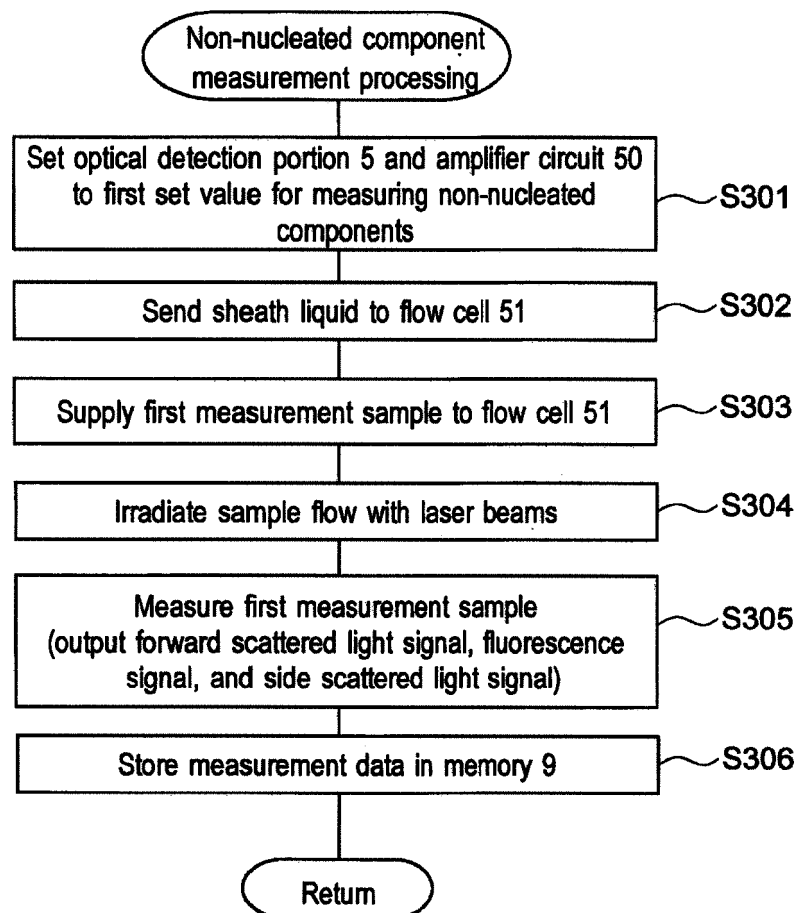 Non-nucleated component
measurement processing
Set optical detection portion 5 and amplifier circuit 50
to first set value for measuring non-nucleated
components
S301
Send sheath liquid to flow cell 51
S302
Supply first measurement sample to flow cell 51
S303
Irradiate sample flow with laser beams
S304
Measure first measurement sample
(output forward scattered light signal, fluorescence
signal, and side scattered light signal)
S305
Store measurement data in memory 9
S306
Return